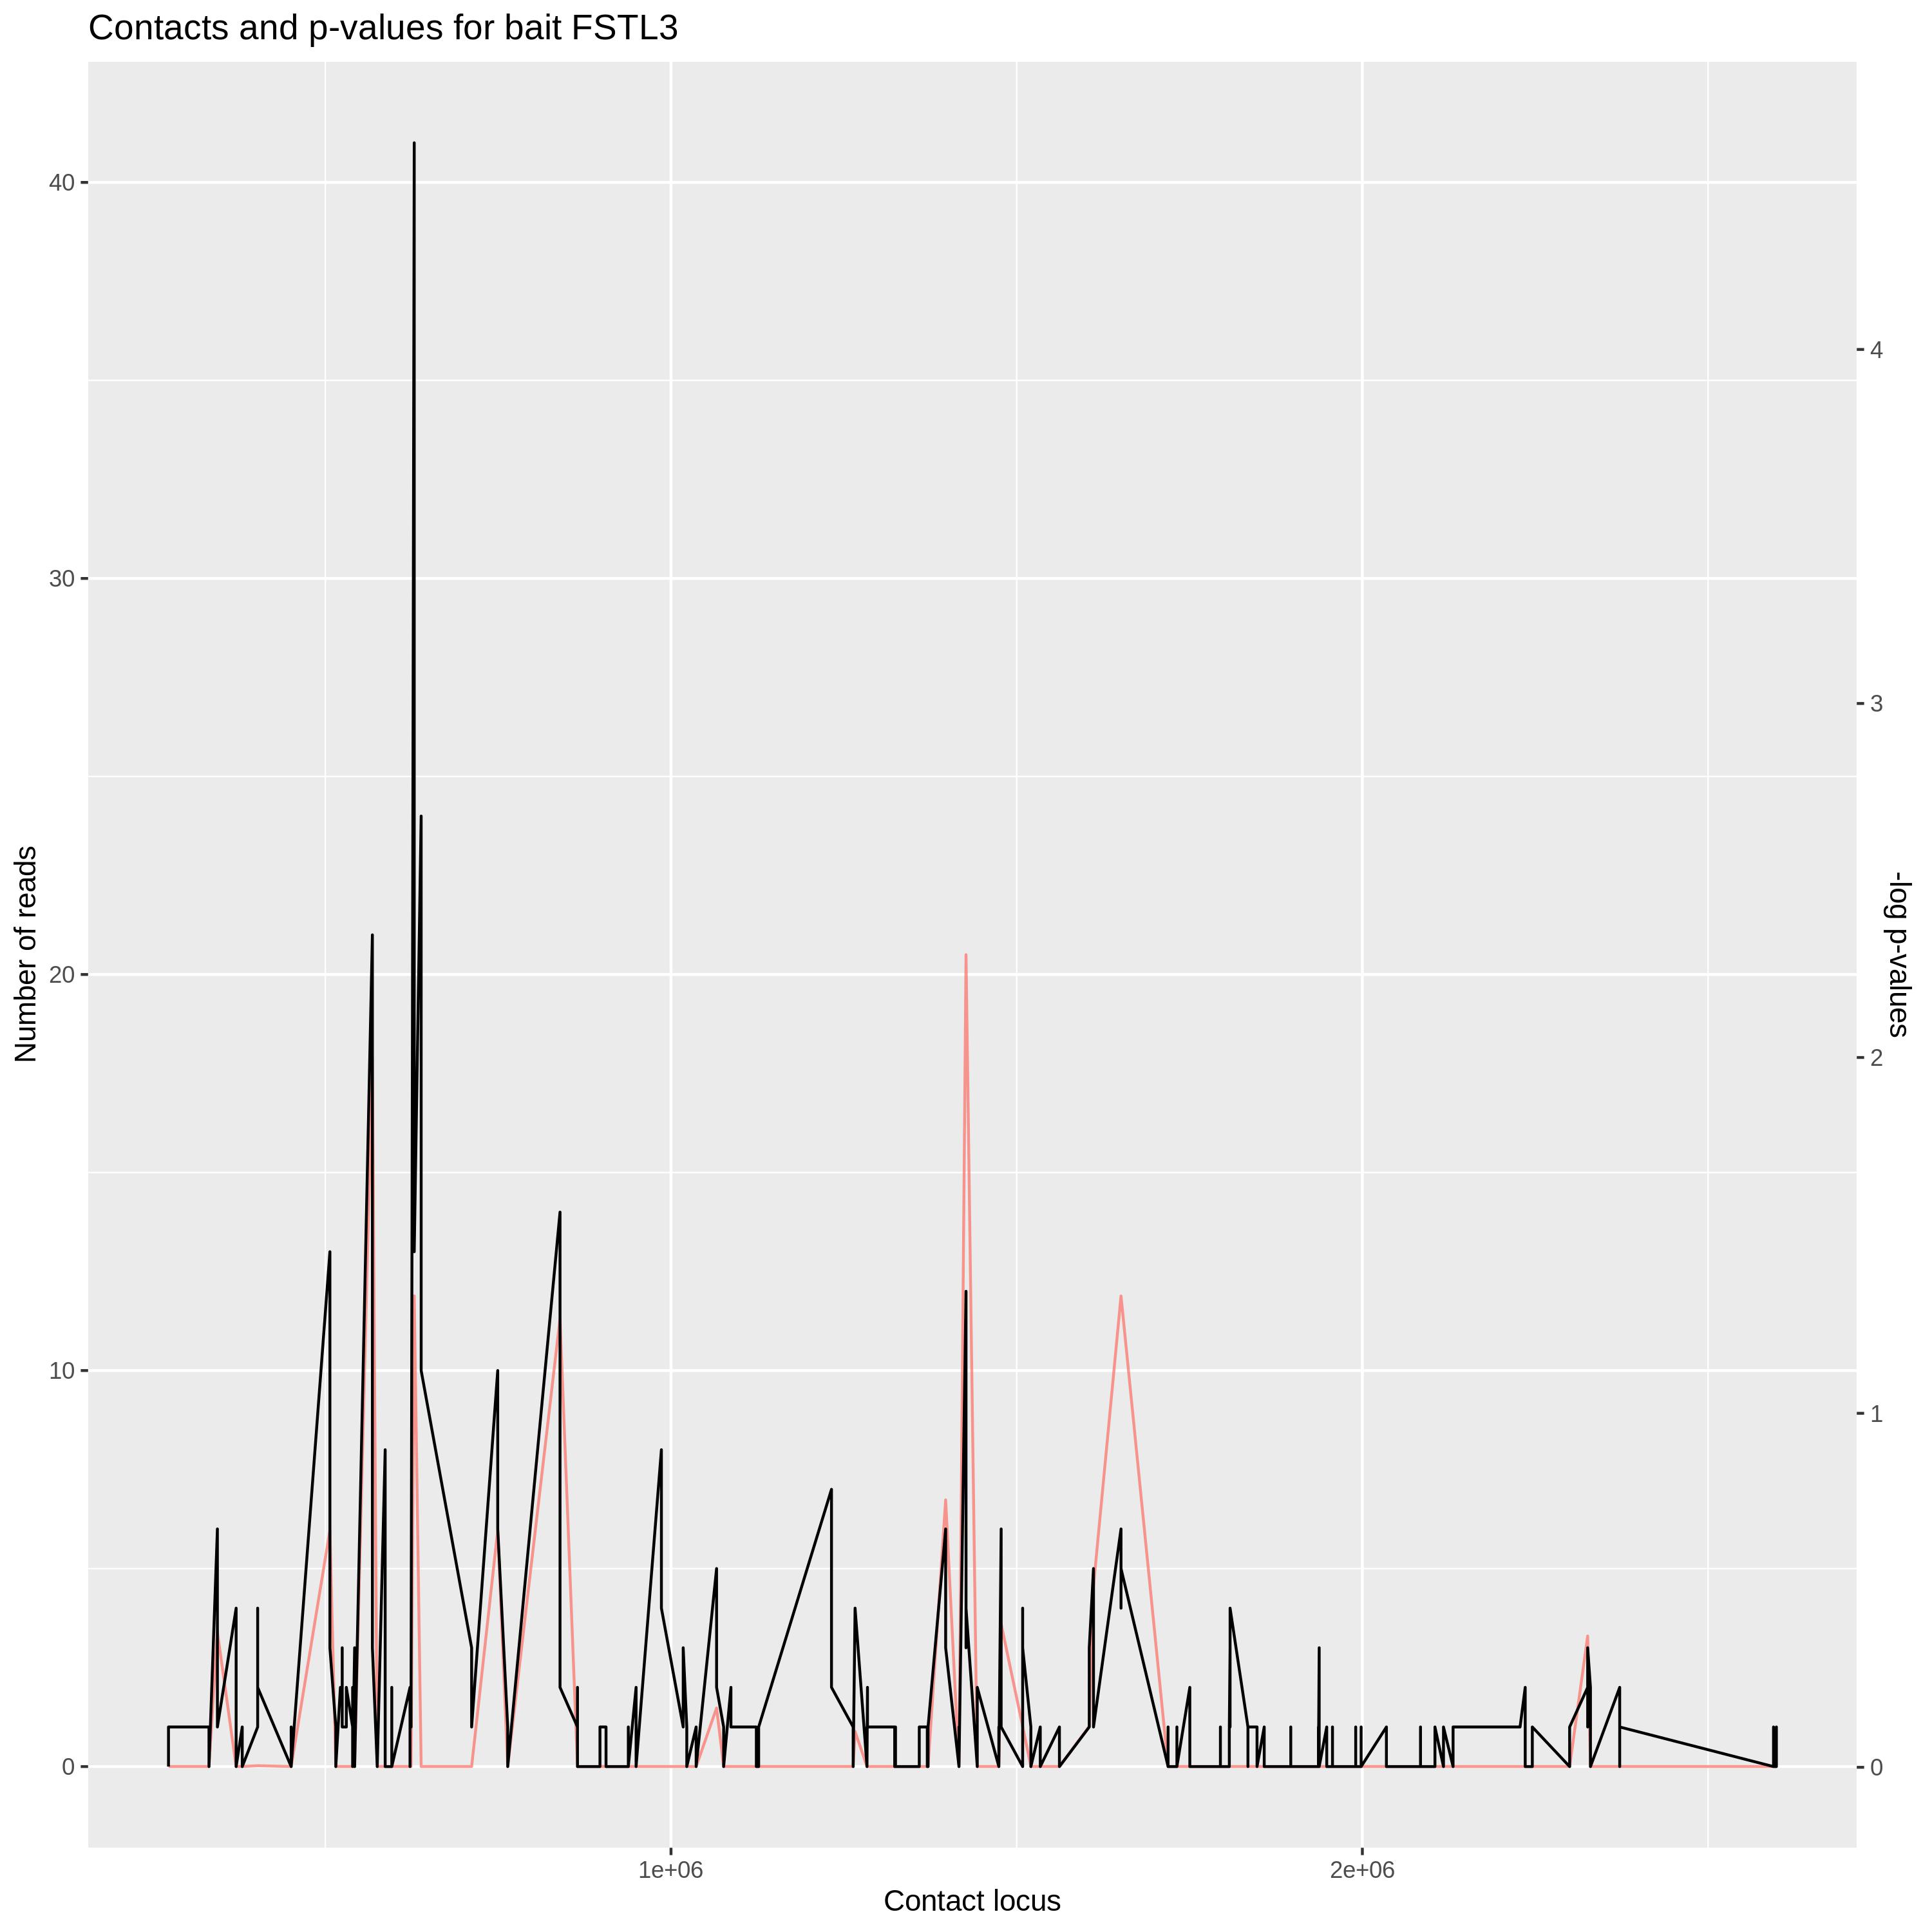 Contacts and p-values for bait FSTL3
40
30
20
10
0
Number of reads
4
3
2
1
0
-log p-values
1e+06
2e+06
Contact locus